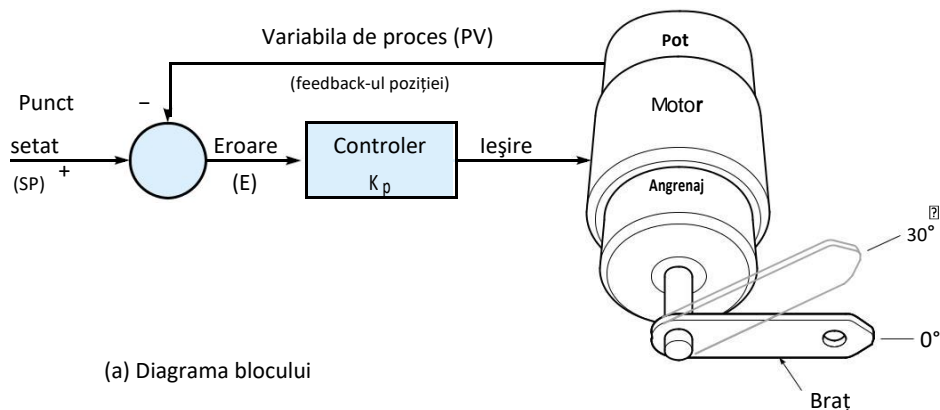 Variabila de proces (PV)
(feedback-ul poziției)
Pot
Motor
Punct
−
setat
+
(SP)
Eroare
(E)
Controler
K p
Ieșire
Angrenaj
30°
0°
(a) Diagrama blocului
Braț